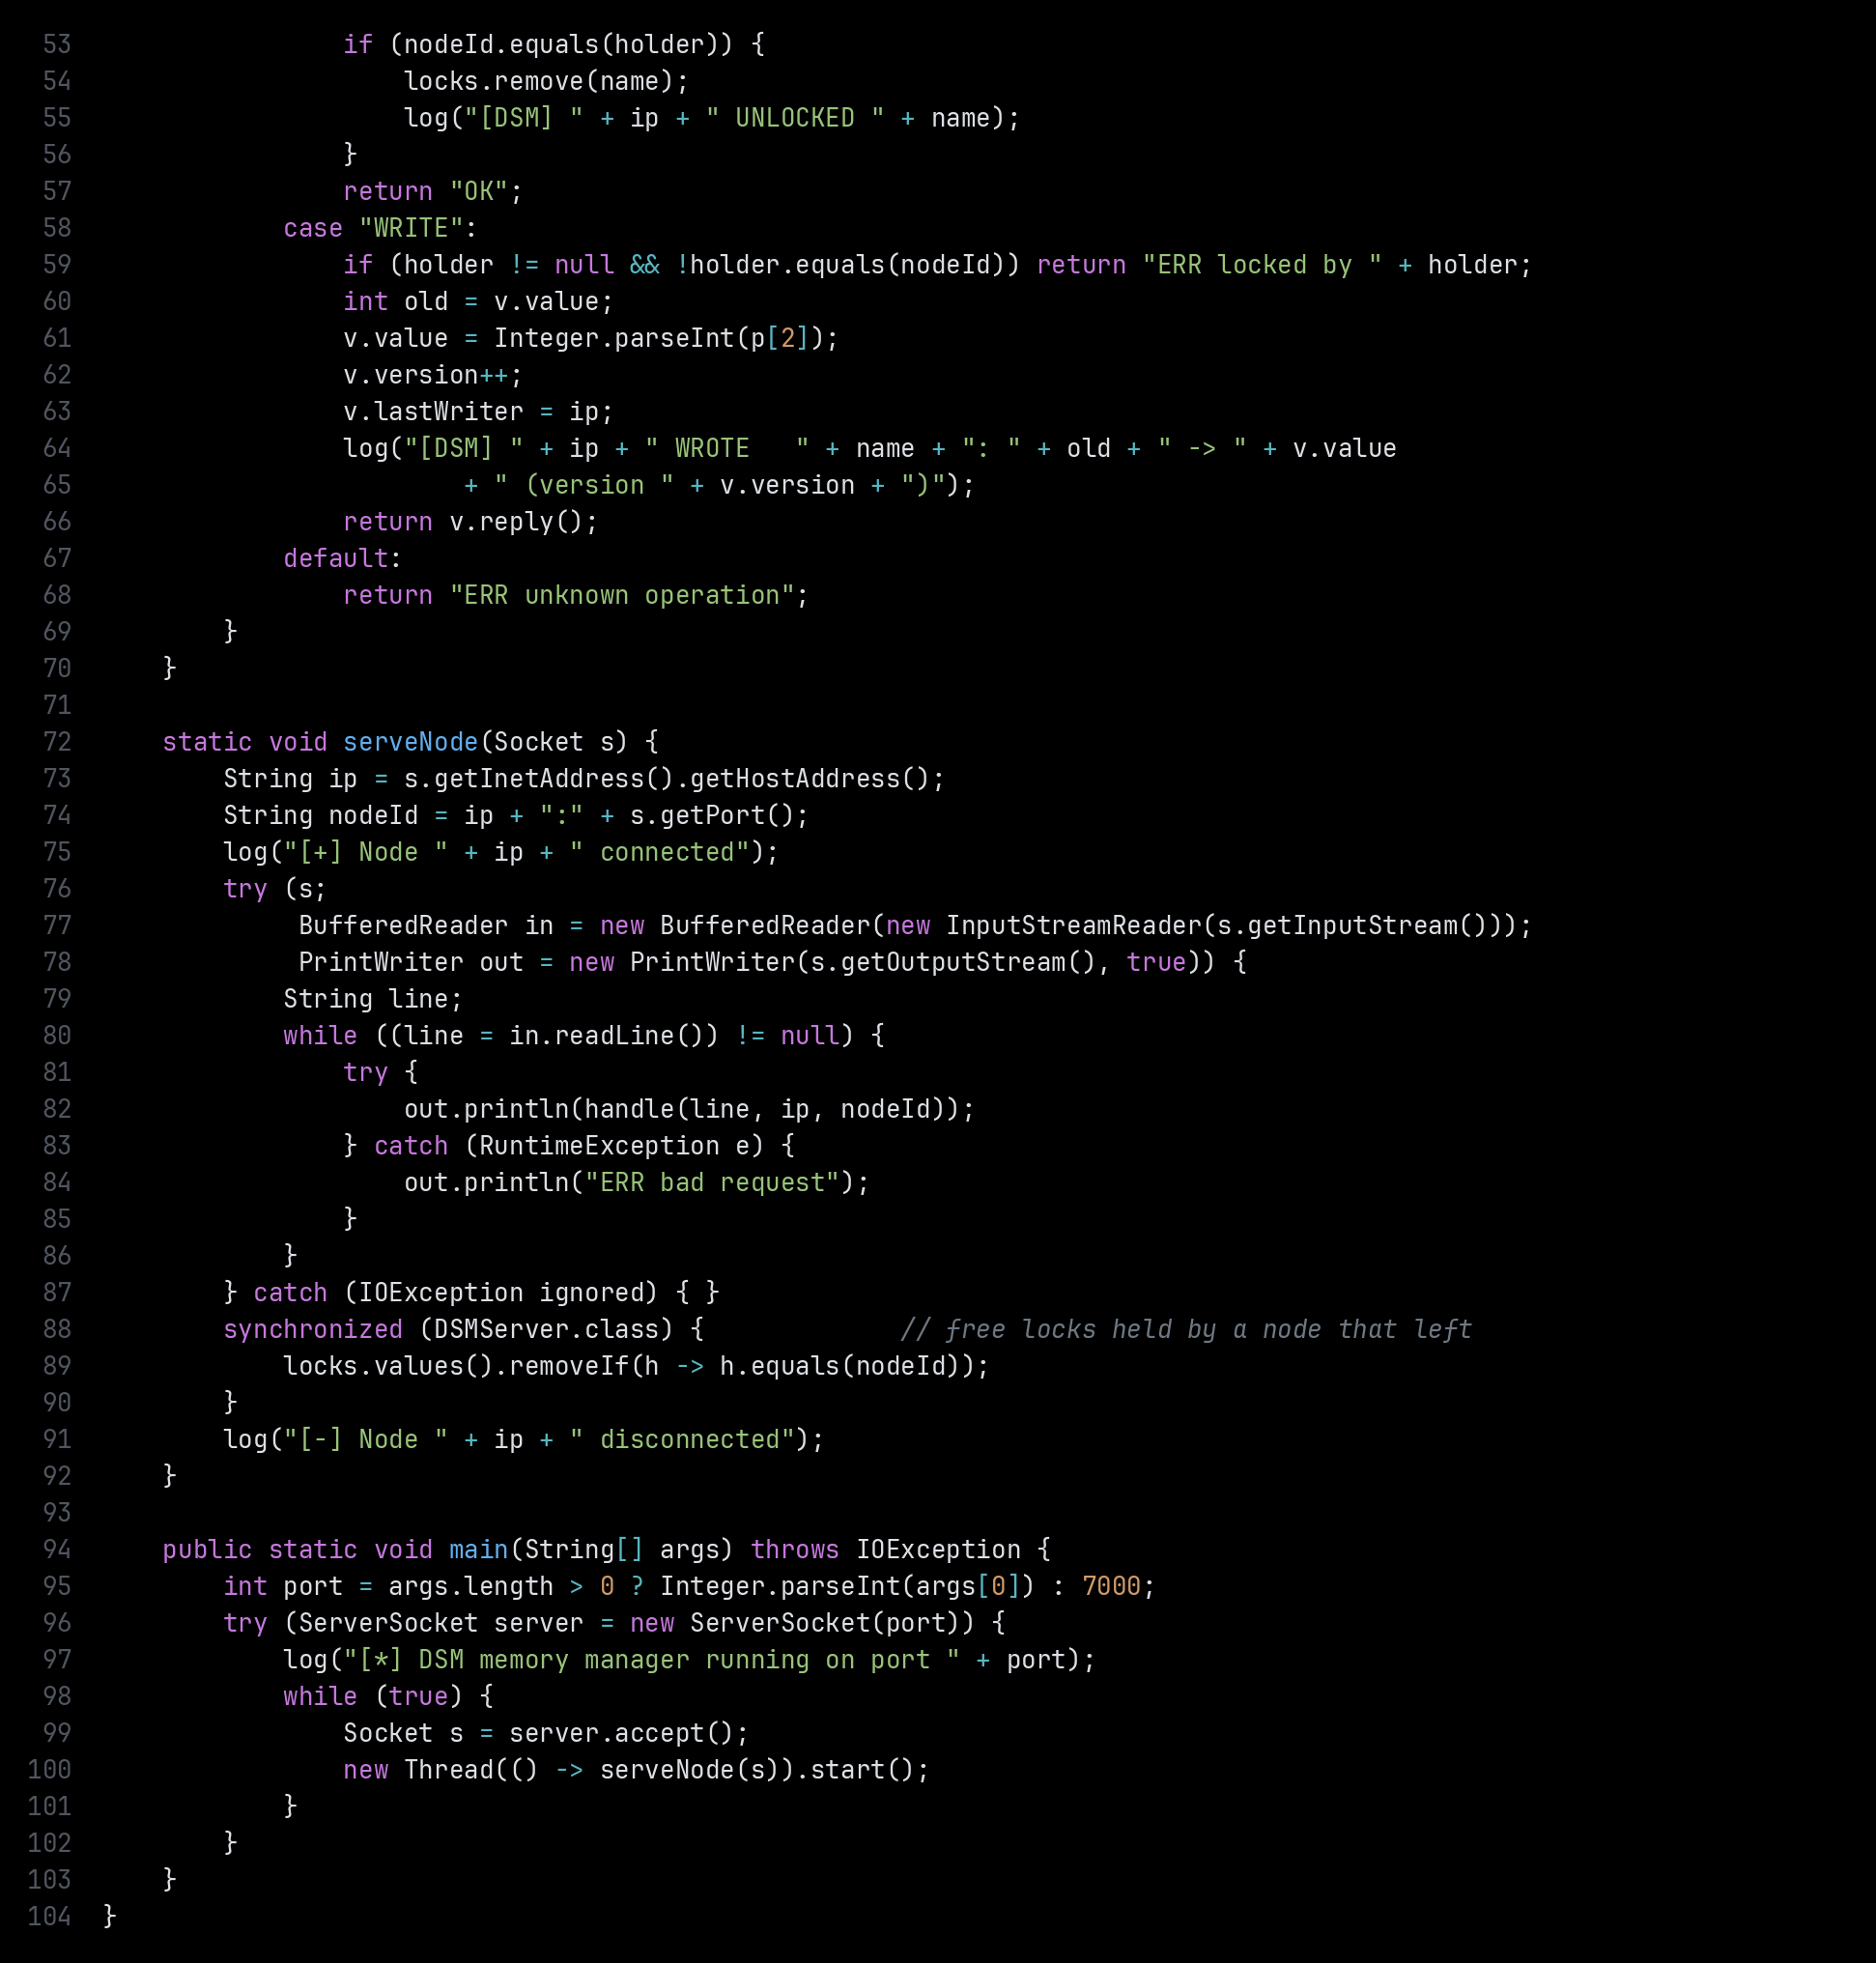 53                  if (nodeId.equals(holder)) {
54                      locks.remove(name);
55                      log("[DSM] " + ip + " UNLOCKED " + name);
56                  }
57                  return "OK";
58              case "WRITE":
59                  if (holder != null && !holder.equals(nodeId)) return "ERR locked by " + holder;
60                  int old = v.value;
61                  v.value = Integer.parseInt(p[2]);
62                  v.version++;
63                  v.lastWriter = ip;
64                  log("[DSM] " + ip + " WROTE   " + name + ": " + old + " -> " + v.value
65                          + " (version " + v.version + ")");
66                  return v.reply();
67              default:
68                  return "ERR unknown operation";
69          }
70      }
71
72      static void serveNode(Socket s) {
73          String ip = s.getInetAddress().getHostAddress();
74          String nodeId = ip + ":" + s.getPort();
75          log("[+] Node " + ip + " connected");
76          try (s;
77               BufferedReader in = new BufferedReader(new InputStreamReader(s.getInputStream()));
78               PrintWriter out = new PrintWriter(s.getOutputStream(), true)) {
79              String line;
80              while ((line = in.readLine()) != null) {
81                  try {
82                      out.println(handle(line, ip, nodeId));
83                  } catch (RuntimeException e) {
84                      out.println("ERR bad request");
85                  }
86              }
87          } catch (IOException ignored) { }
88          synchronized (DSMServer.class) {             // free locks held by a node that left
89              locks.values().removeIf(h -> h.equals(nodeId));
90          }
91          log("[-] Node " + ip + " disconnected");
92      }
93
94      public static void main(String[] args) throws IOException {
95          int port = args.length > 0 ? Integer.parseInt(args[0]) : 7000;
96          try (ServerSocket server = new ServerSocket(port)) {
97              log("[*] DSM memory manager running on port " + port);
98              while (true) {
99                  Socket s = server.accept();
100                 new Thread(() -> serveNode(s)).start();
101             }
102         }
103     }
104 }